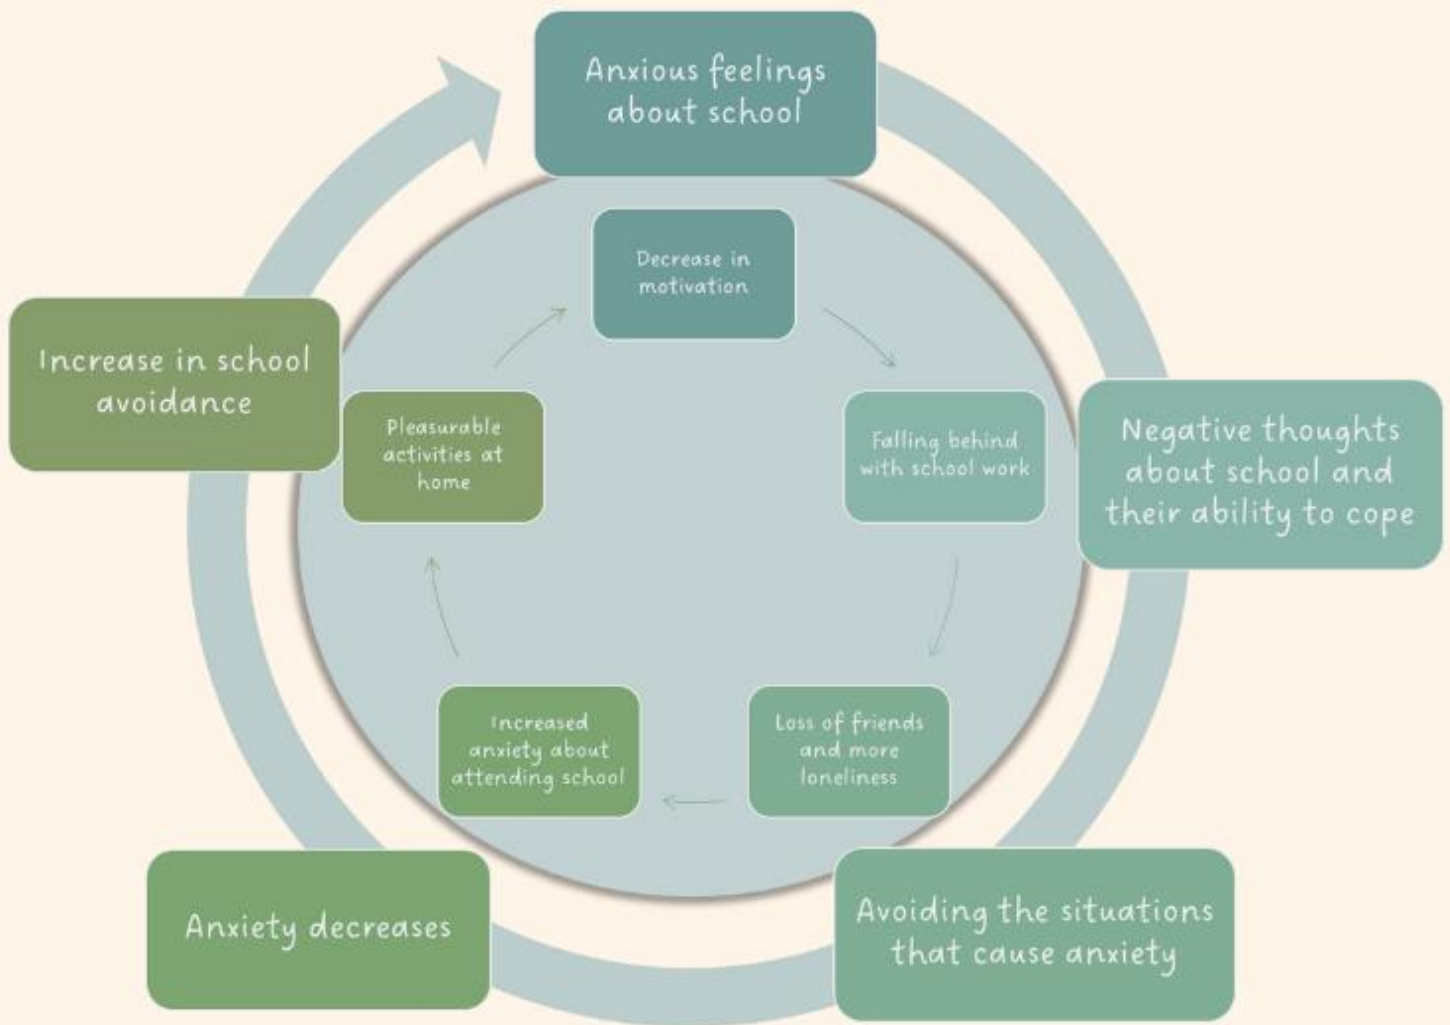 Anxious feelings
about school
Decrease in
motivation
Increase in school
avoidance
Pleasurable
activities at
home
Falling behind
with school work
Negative thoughts
about school and
their ability to cope
Increased
anxiety about
attending school
Loss of friends
and more
loneliness
Anxiety decreases
Avoiding the situations
that cause anxiety